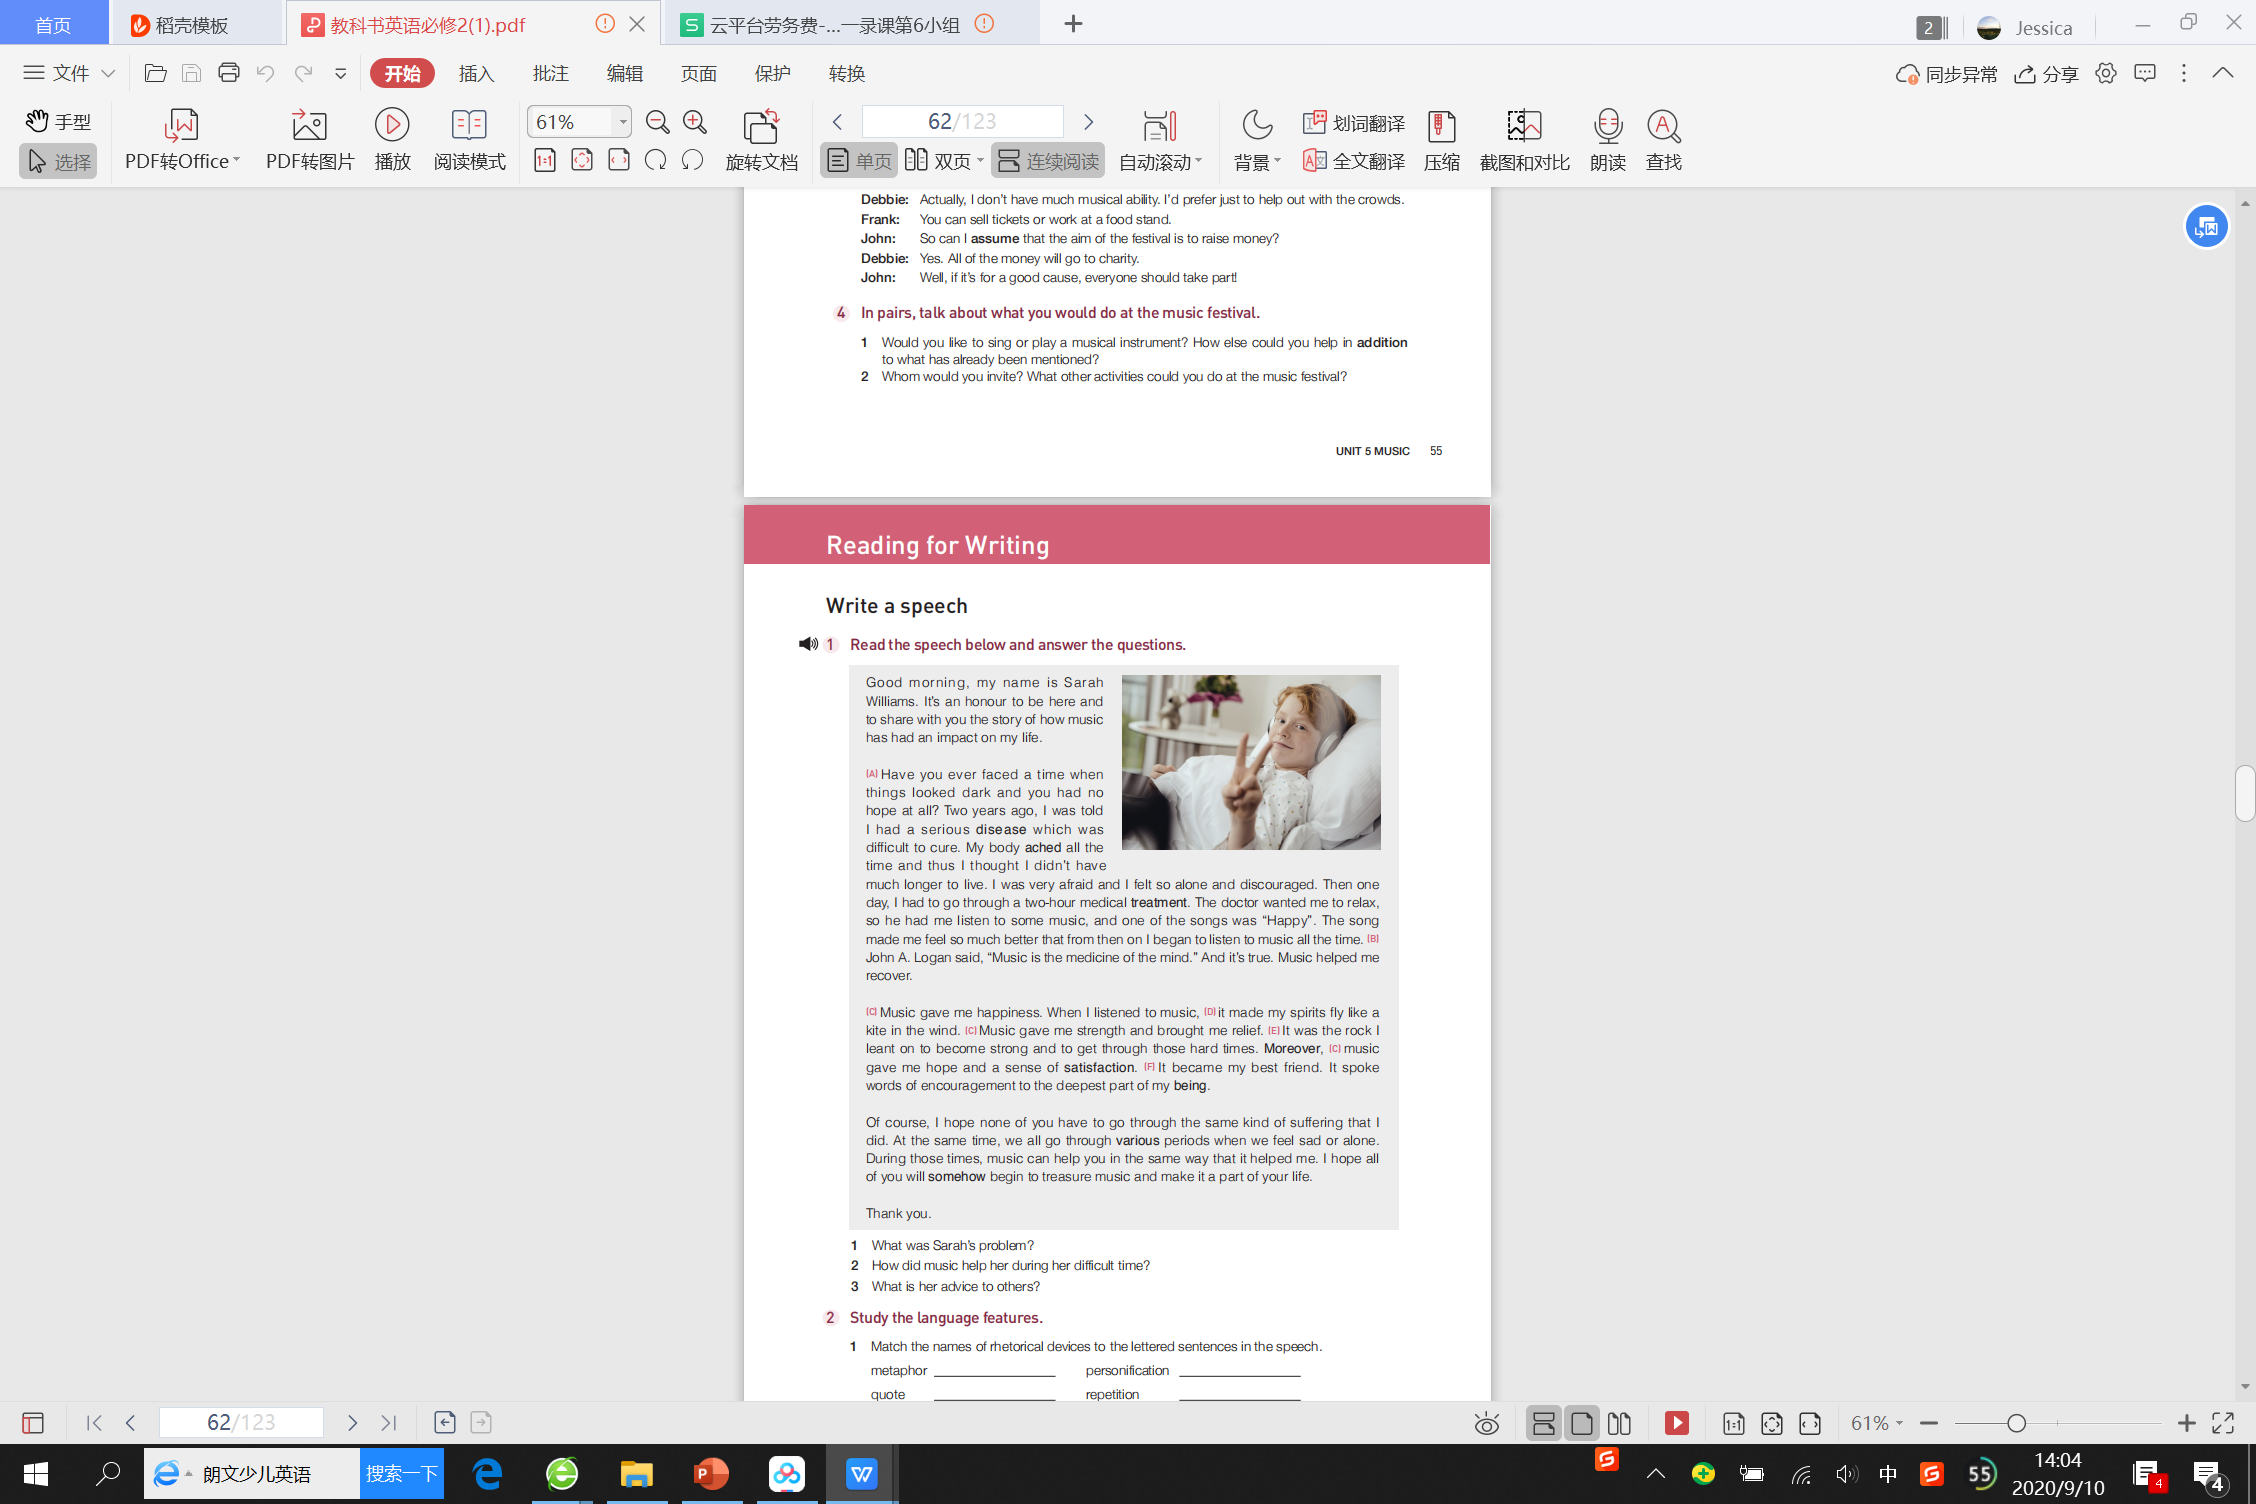 首页
稻壳模板
教科书英语必修2(1).pdf
云平台劳务费-...一录课第6小组
2
Jessica
文件
开始
插入
批注
编辑
页面
保护
转换
同步异常
分享
手型
选择
PDF转Office
PDF转图片
播放
阅读模式
61%
旋转文档
62/123
单页
双页
连续阅读
自动滚动
背景
划词翻译
全文翻译
压缩
截图和对比
朗读
查找
Debbie: Actually, I don't have much musical ability. I'd prefer just to help out with the crowds.
Frank: You can sell tickets or work at a food stand.
John: So can I assume that the aim of the festival is to raise money?
Debbie: Yes. All of the money will go to charity.
John: Well, if it's for a good cause, everyone should take part!
4 In pairs, talk about what you would do at the music festival.
1 Would you like to sing or play a musical instrument? How else could you help in addition
to what has already been mentioned?
2 Whom would you invite? What other activities could you do at the music festival?
UNIT 5 MUSIC 55
Reading for Writing
Write a speech
1 Read the speech below and answer the questions.
Good morning, my name is Sarah
Williams. It's an honour to be here and
to share with you the story of how music
has had an impact on my life.
(A) Have you ever faced a time when
things looked dark and you had no
hope at all? Two years ago, I was told
I had a serious disease which was
difficult to cure. My body ached all the
time and thus I thought I didn't have
much longer to live. I was very afraid and I felt so alone and discouraged. Then one
day, I had to go through a two-hour medical treatment. The doctor wanted me to relax,
so he had me listen to some music, and one of the songs was "Happy". The song
made me feel so much better that from then on I began to listen to music all the time. (B)
John A. Logan said, "Music is the medicine of the mind." And it's true. Music helped me
recover.
(C) Music gave me happiness. When I listened to music, (D) it made my spirits fly like a
kite in the wind. (C) Music gave me strength and brought me relief. (E) It was the rock I
leant on to become strong and to get through those hard times. Moreover, (C) music
gave me hope and a sense of satisfaction. (F) It became my best friend. It spoke
words of encouragement to the deepest part of my being.
Of course, I hope none of you have to go through the same kind of suffering that I
did. At the same time, we all go through various periods when we feel sad or alone.
During those times, music can help you in the same way that it helped me. I hope all
of you will somehow begin to treasure music and make it a part of your life.
Thank you.
1 What was Sarah's problem?
2 How did music help her during her difficult time?
3 What is her advice to others?
2 Study the language features.
1 Match the names of rhetorical devices to the lettered sentences in the speech.
metaphor personification
quote repetition
62/123
61%
朗文少儿英语
搜索一下
中
55
14:04
2020/9/10
4
4